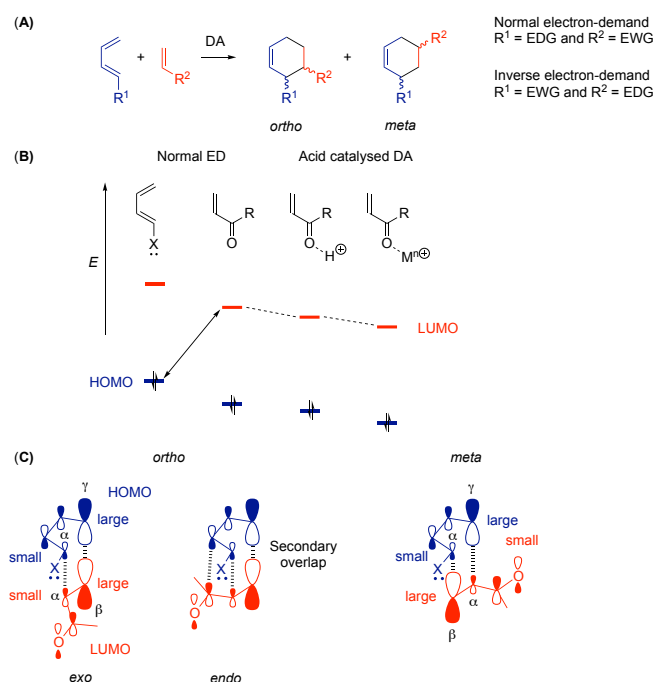 (A)
Normal electron-demand
R¹ = EDG and R² = EWG
Inverse electron-demand
R¹ = EWG and R² = EDG
+
R¹
R²
DA
R²
R¹
+
R²
R¹
ortho
meta
(B)
Normal ED
Acid catalysed DA
E
X
R
O
R
O
H⊕
R
O
Mⁿ⊕
LUMO
HOMO
(C)
ortho
meta
γ
HOMO
large
α
small
X
large
small
α
β
O
LUMO
exo
X
O
Secondary
overlap
endo
γ
large
α
small
X
small
O
large
α
β